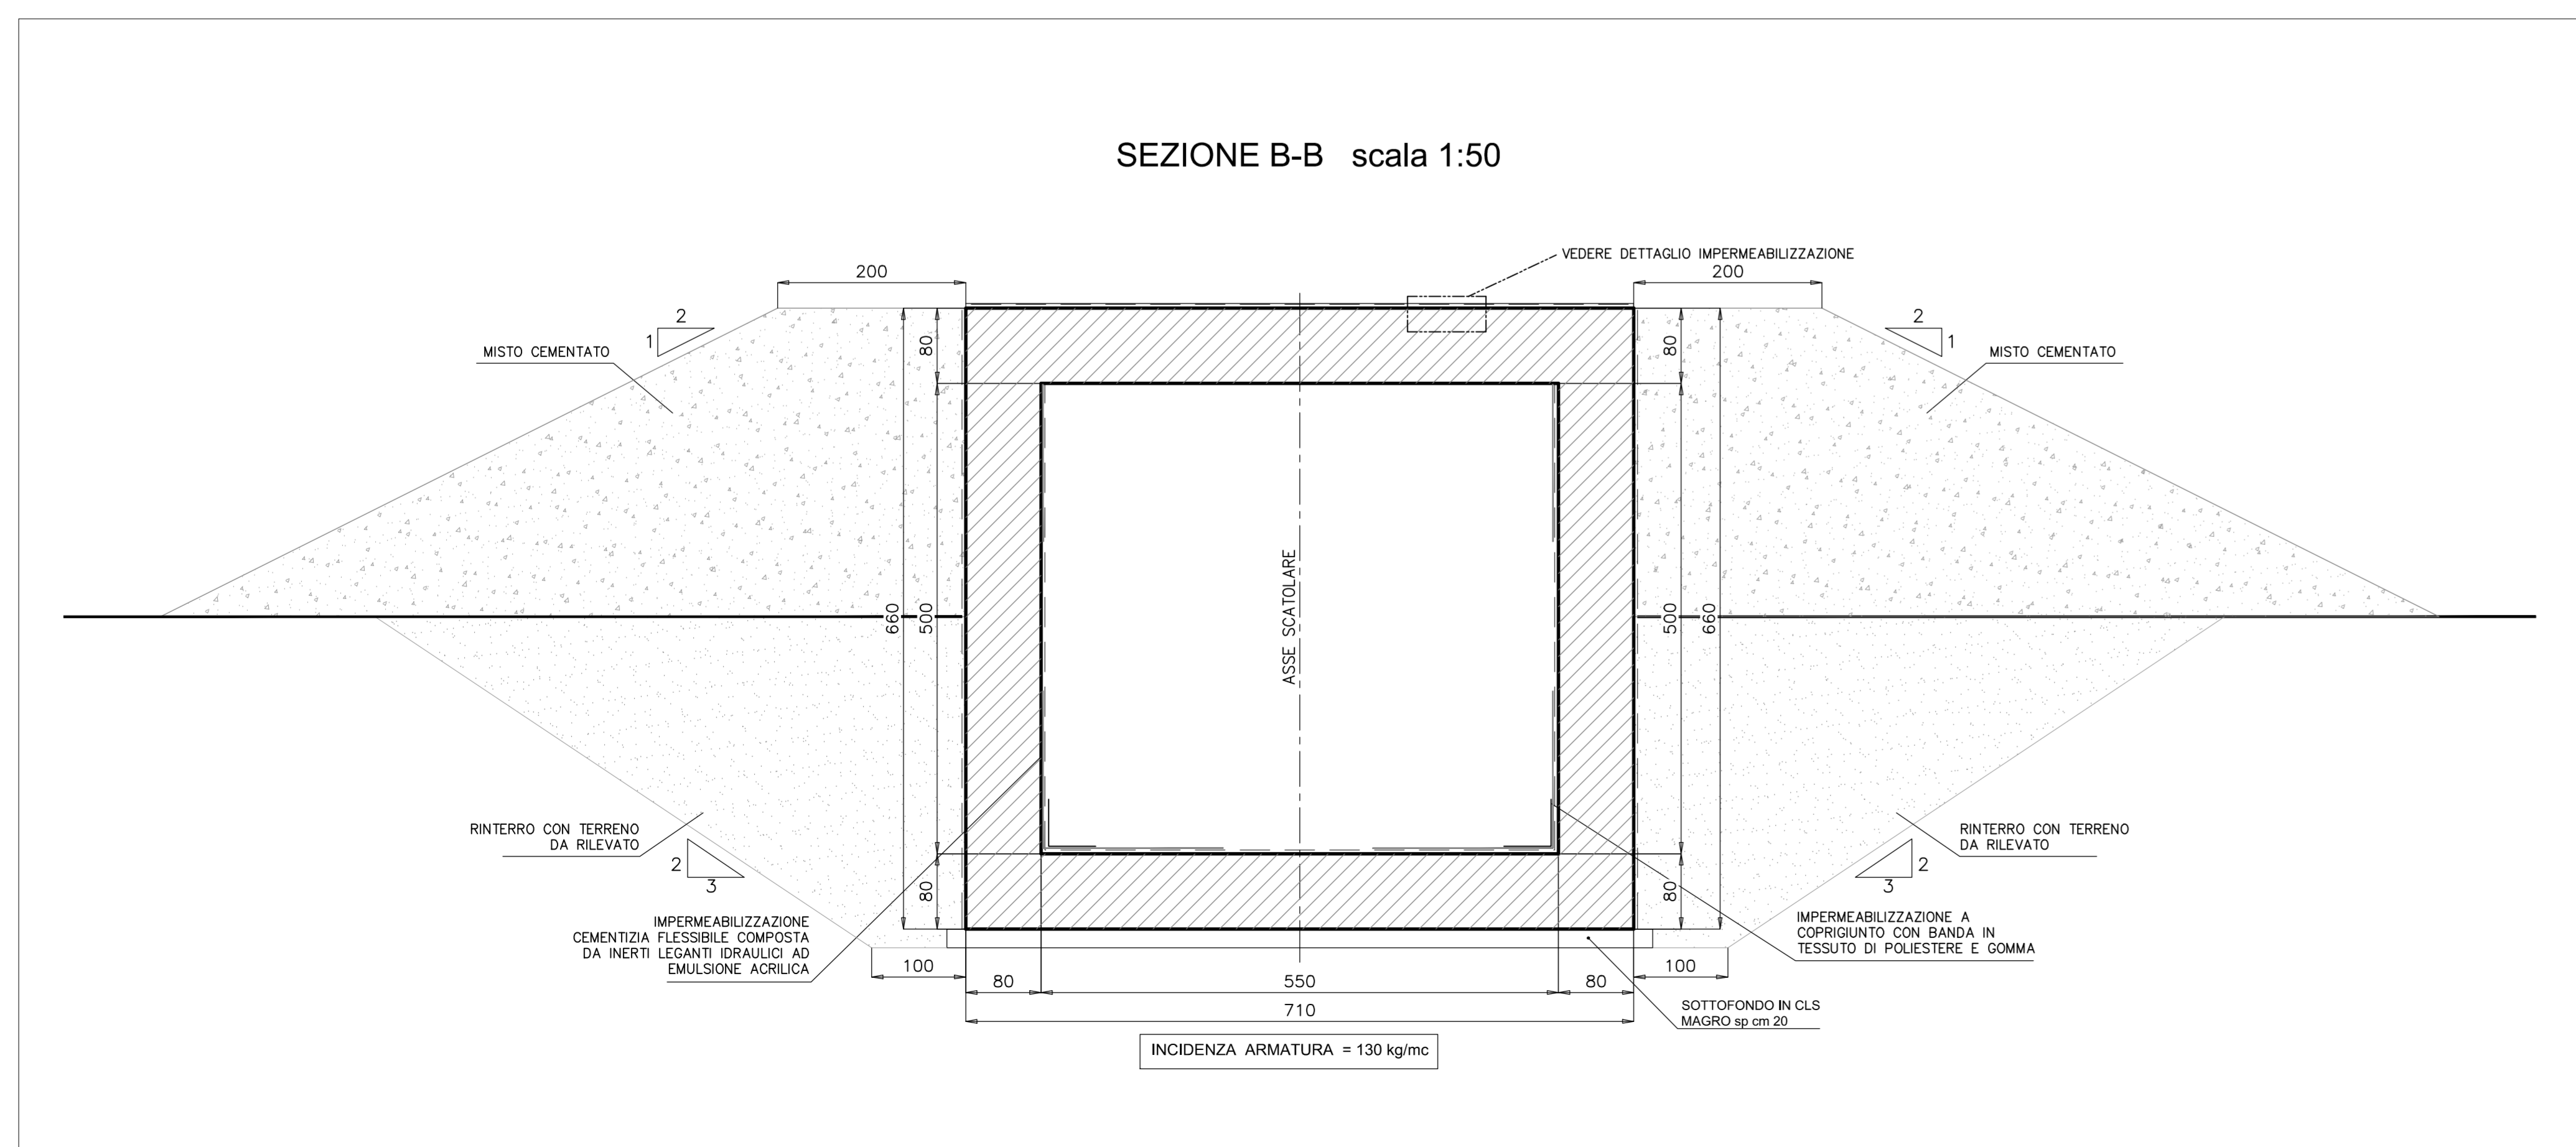 SEZIONE B-B scala 1:50
VEDERE DETTAGLIO IMPERMEABILIZZAZIONE
200
200
2
1
2
1
80
80
MISTO CEMENTATO
MISTO CEMENTATO
ASSE SCATOLARE
660
500
500
660
RINTERRO CON TERRENO
DA RILEVATO
RINTERRO CON TERRENO
DA RILEVATO
2
3
2
3
80
80
IMPERMEABILIZZAZIONE
CEMENTIZIA FLESSIBILE COMPOSTA
DA INERTI LEGANTI IDRAULICI AD
EMULSIONE ACRILICA
IMPERMEABILIZZAZIONE A
COPRIGIUNTO CON BANDA IN
TESSUTO DI POLIESTERE E GOMMA
100
100
80
550
80
710
SOTTOFONDO IN CLS
MAGRO sp cm 20
INCIDENZA ARMATURA = 130 kg/mc